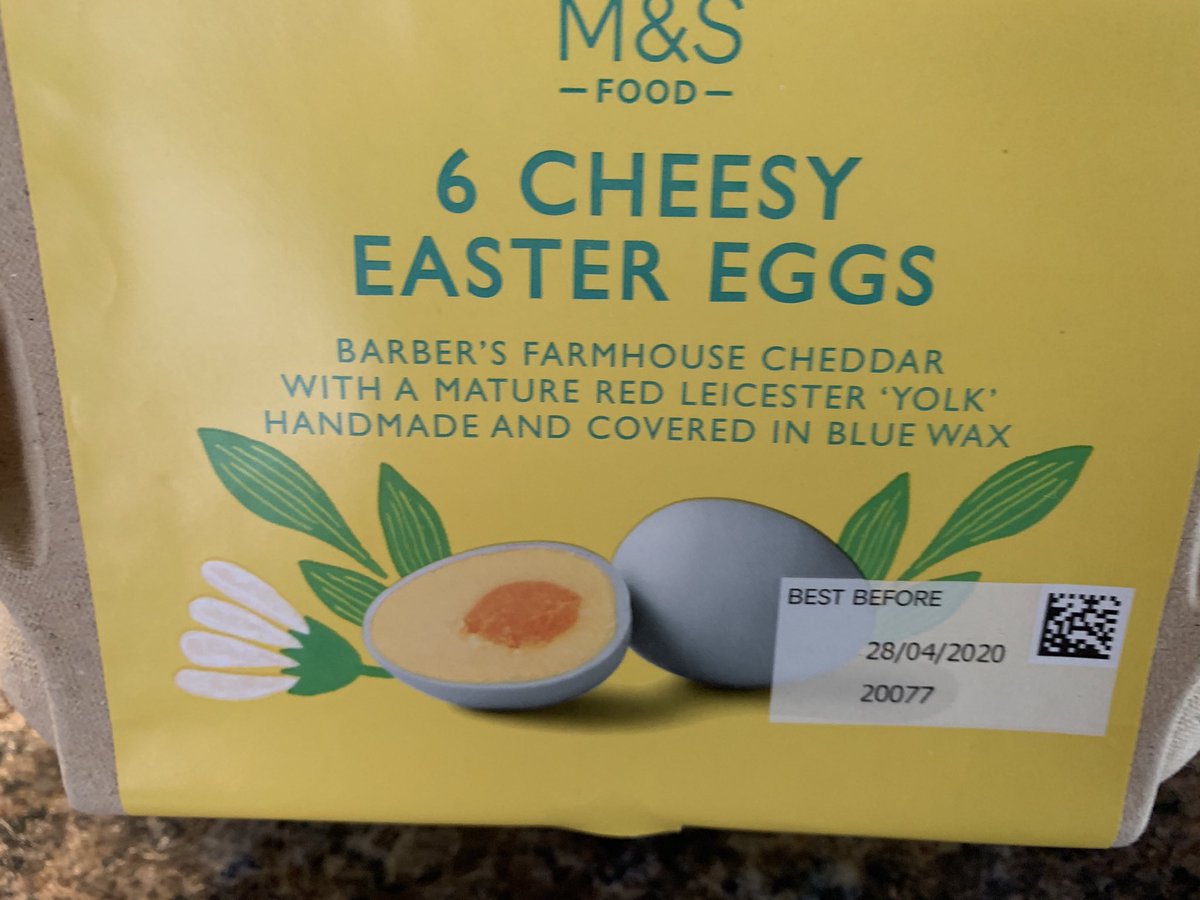 M&S
—FOOD—
6 CHEESY
EASTER EGGS
BARBER'S FARMHOUSE CHEDDAR
WITH A MATURE RED LEICESTER 'YOLK'
HANDMADE AND COVERED IN BLUE WAX
BEST BEFORE
28/04/2020
20077